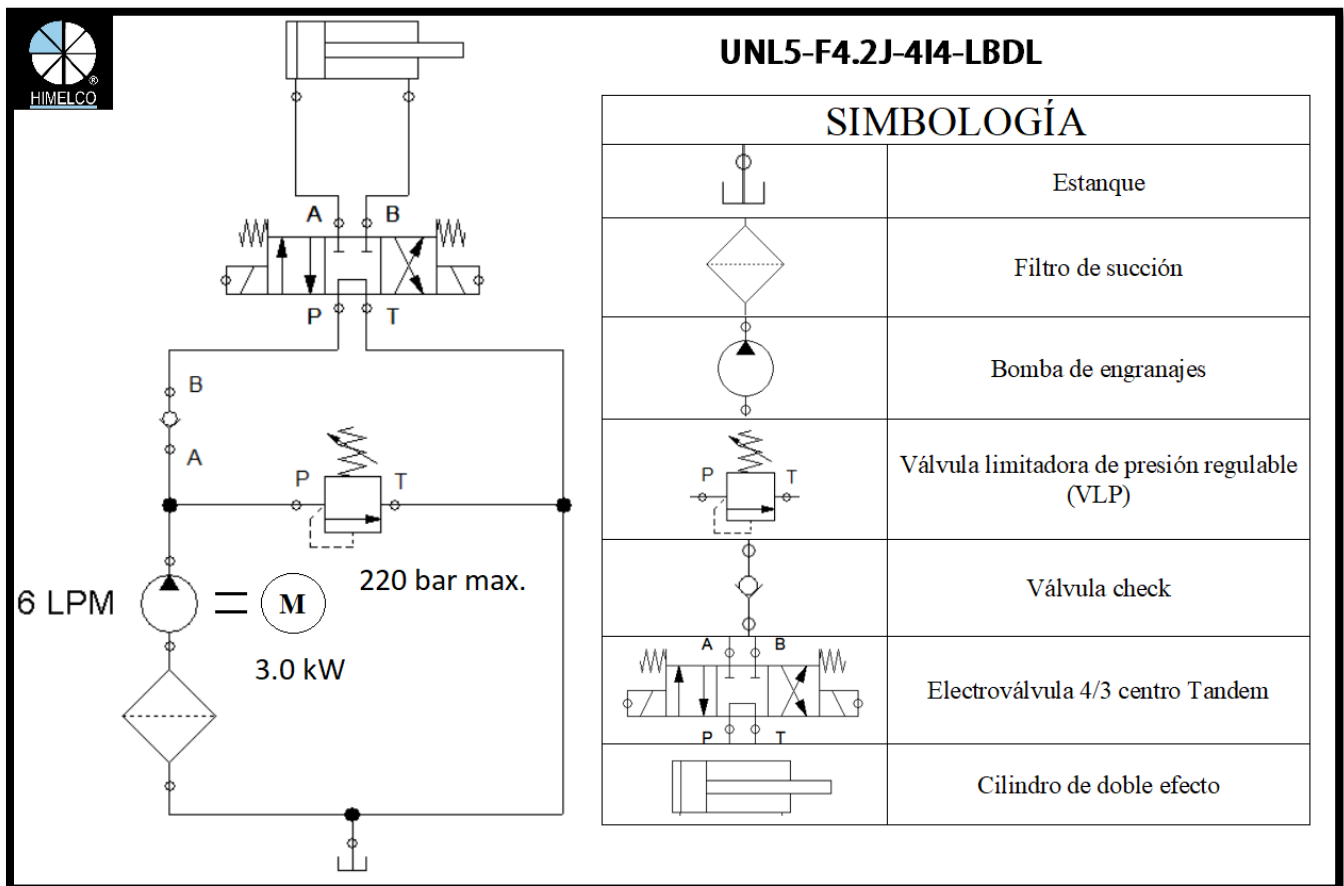 HIMELCO
®
UNL5-F4.2J-4I4-LBDL
SIMBOLOGÍA
Estanque
Filtro de succión
Bomba de engranajes
P T
Válvula limitadora de presión regulable
(VLP)
Válvula check
A B
P T
Electroválvula 4/3 centro Tandem
Cilindro de doble efecto
A B
P T
B
A
P T
220 bar max.
6 LPM
M
3.0 kW